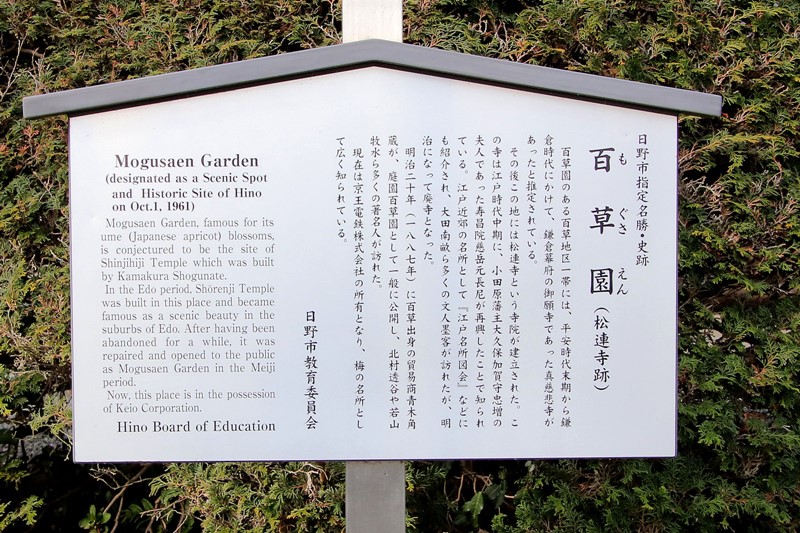 Mogusaen Garden
(designated as a Scenic Spot
and Historic Site of Hino
on Oct.1, 1961)
Mogusaen Garden, famous for its
ume (Japanese apricot) blossoms,
is conjectured to be the site of
Shinjihiji Temple which was built
by Kamakura Shogunate.
In the Edo period, Shōrenji Temple
was built in this place and became
famous as a scenic beauty in the
suburbs of Edo. After having been
abandoned for a while, it was
repaired and opened to the public
as Mogusaen Garden in the Meiji
period.
Now, this place is in the possession
of Keio Corporation.
Hino Board of Education
日野市指定名勝・史跡
もぐさえん
百草園(松連寺跡)
百草園のある百草地区一帯には、平安時代末期から鎌
倉時代にかけて、鎌倉幕府の御願寺であった真慈悲寺が
あったと推定されている。
その後この地には松連寺という寺院が建立された。こ
の寺は江戸時代中期に、小田原藩主大久保加賀守忠増の
夫人であった寿昌院慈岳元長尼が再興したことで知られ
ている。江戸近郊の名所として『江戸名所図会』などに
も紹介され、大田南畝ら多くの文人墨客が訪れたが、明
治になって廃寺となった。
明治二十年(一八八七年)に百草出身の貿易商青木角
蔵が、庭園百草園として一般に公開し、北村透谷や若山
牧水ら多くの著名人が訪れた。
現在は京王電鉄株式会社の所有となり、梅の名所とし
て広く知られている。
日野市教育委員会